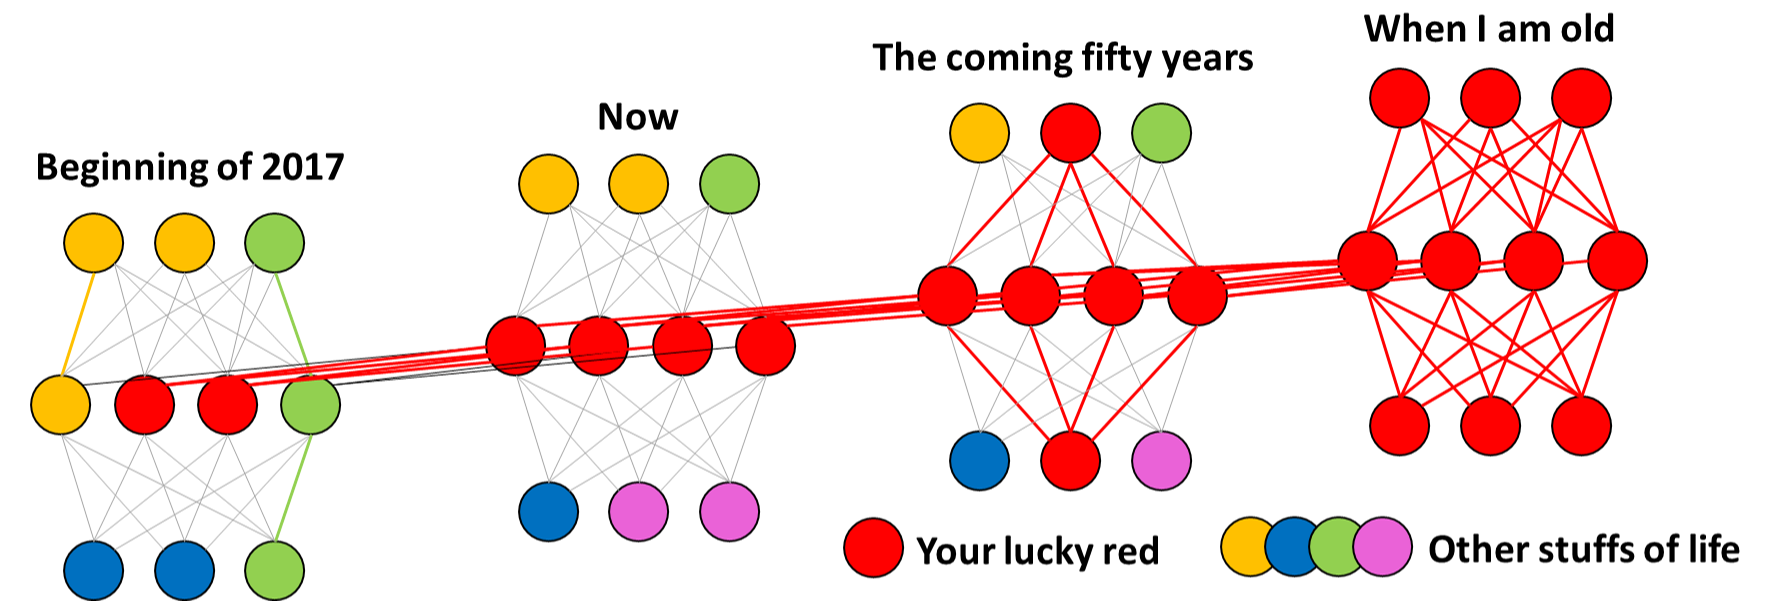 Beginning of 2017
Now
The coming fifty years
When I am old
Your lucky red
Other stuffs of life